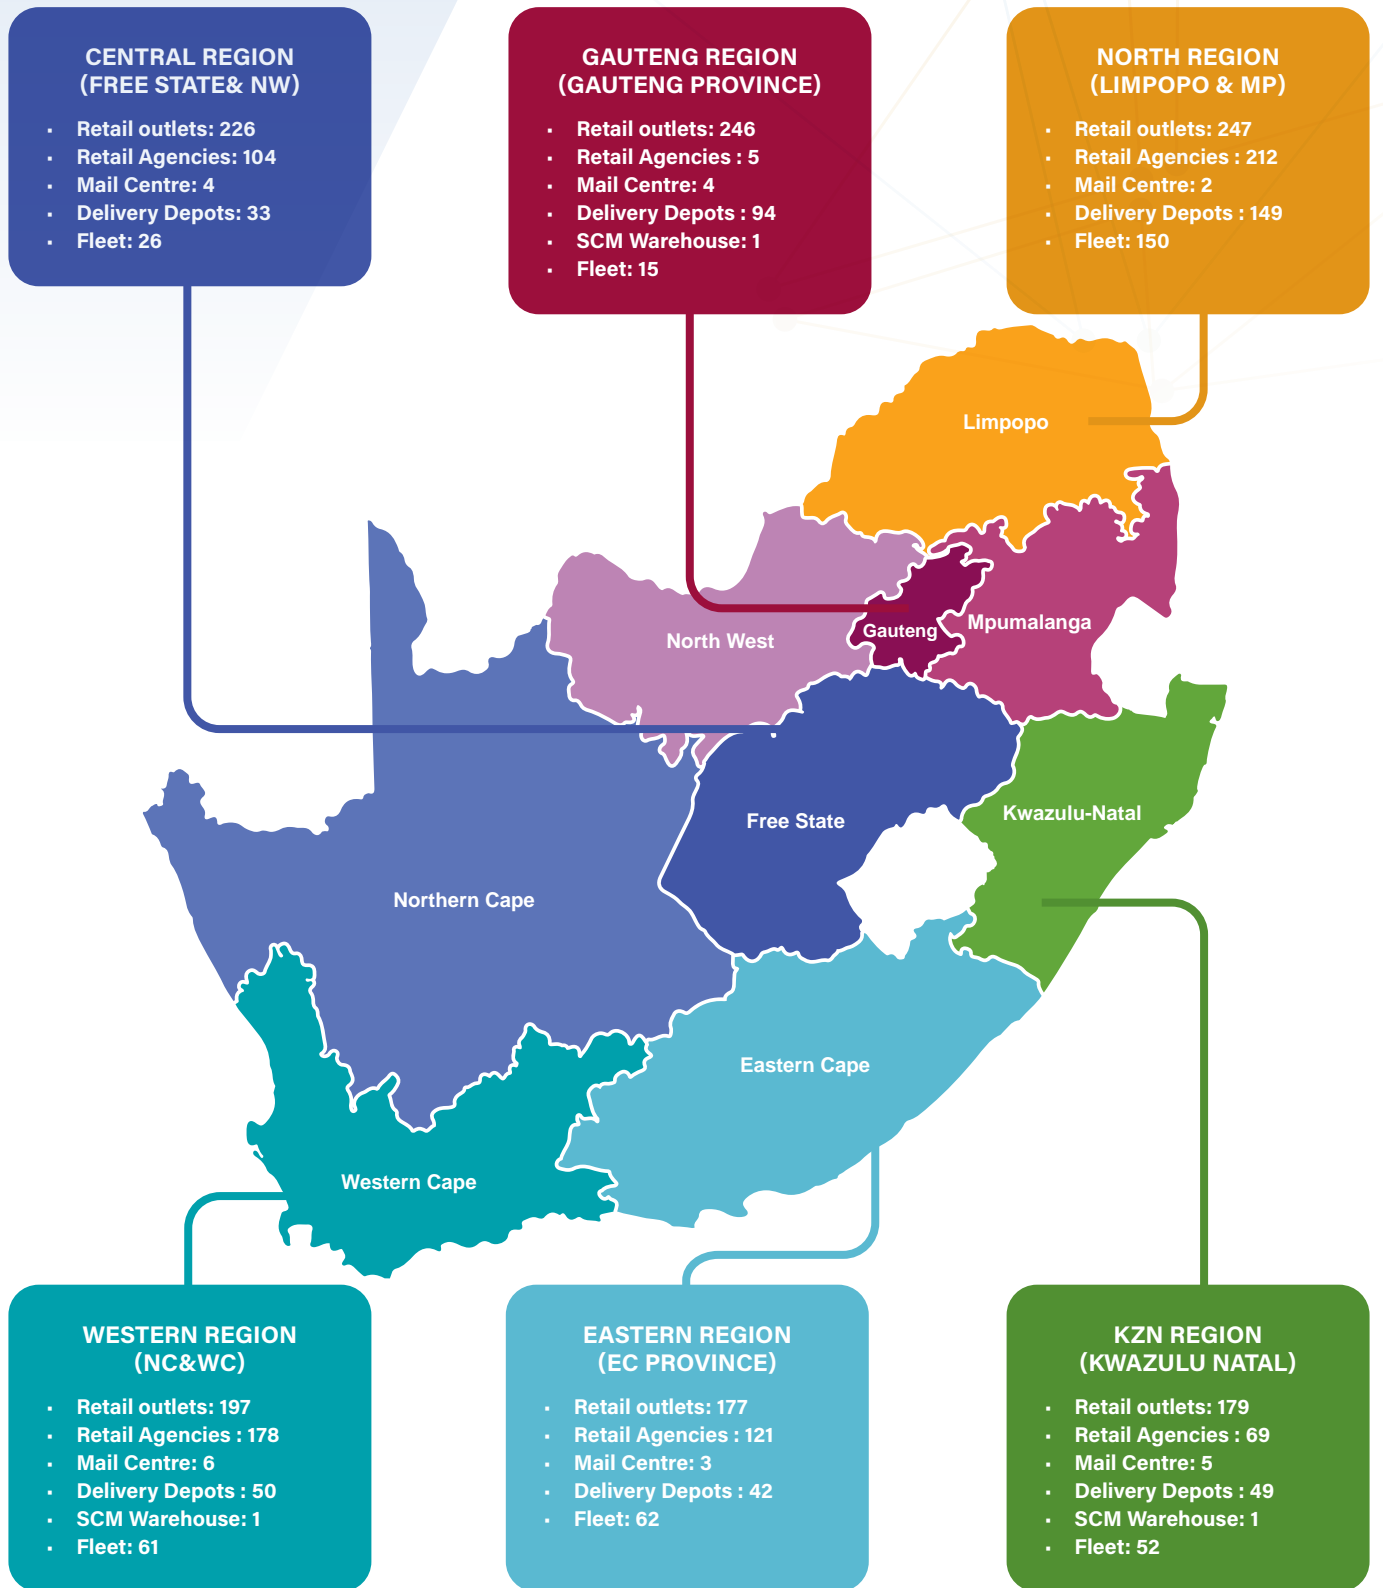 CENTRAL REGION
(FREE STATE& NW)
· Retail outlets: 226
· Retail Agencies: 104
· Mail Centre: 4
· Delivery Depots: 33
· Fleet: 26
GAUTENG REGION
(GAUTENG PROVINCE)
· Retail outlets: 246
· Retail Agencies : 5
· Mail Centre: 4
· Delivery Depots : 94
· SCM Warehouse: 1
· Fleet: 15
NORTH REGION
(LIMPOPO & MP)
· Retail outlets: 247
· Retail Agencies : 212
· Mail Centre: 2
· Delivery Depots : 149
· Fleet: 150
Limpopo
North West
Gauteng
Mpumalanga
Free State
Kwazulu-Natal
Northern Cape
Eastern Cape
Western Cape
WESTERN REGION
(NC&WC)
· Retail outlets: 197
· Retail Agencies : 178
· Mail Centre: 6
· Delivery Depots : 50
· SCM Warehouse: 1
· Fleet: 61
EASTERN REGION
(EC PROVINCE)
· Retail outlets: 177
· Retail Agencies : 121
· Mail Centre: 3
· Delivery Depots : 42
· Fleet: 62
KZN REGION
(KWAZULU NATAL)
· Retail outlets: 179
· Retail Agencies : 69
· Mail Centre: 5
· Delivery Depots : 49
· SCM Warehouse: 1
· Fleet: 52